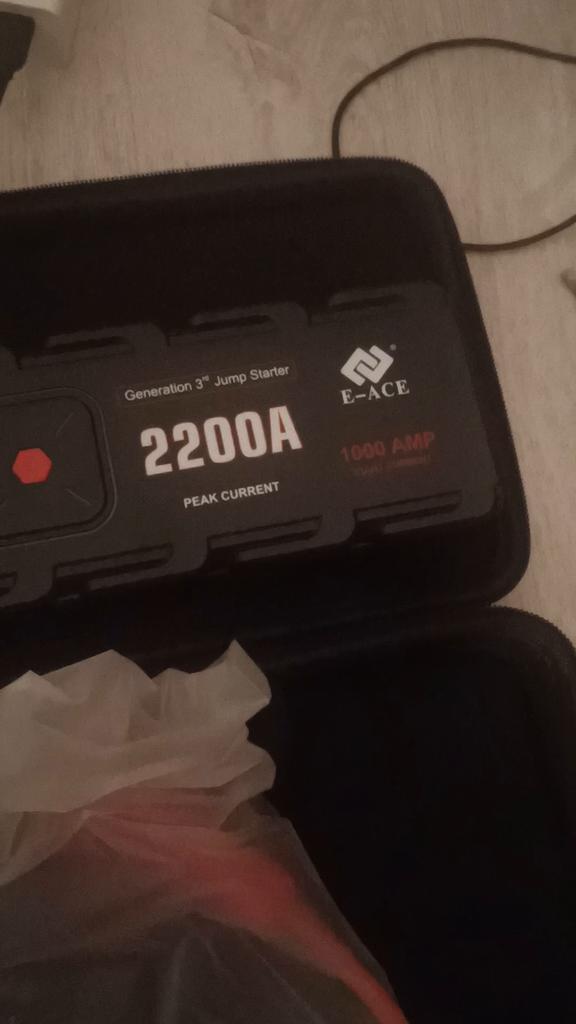 Generation 3rd Jump Starter
2200A
PEAK CURRENT
®
E-ACE
1000 AMP